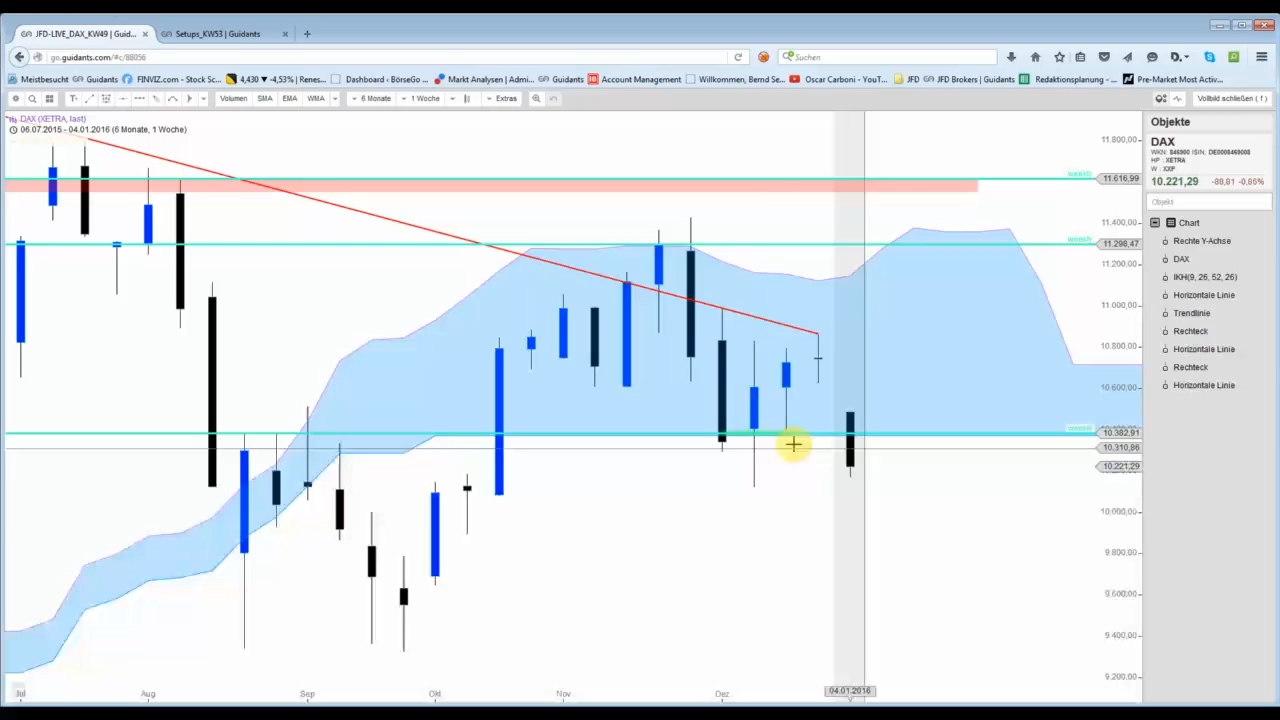 JFD-LIVE_DAX_KW49 | Guid...
Setups_KW53 | Guidants
go.guidants.com/#c/88056
Suchen
Meistbesucht
Guidants
FINVIZ.com - Stock Sc...
4,430 ▼ -4,53% | Renes...
Dashboard ‹ BörseGo ...
Markt Analysen | Admi...
Guidants
Account Management
Willkommen, Bernd Se...
Oscar Carboni - YouT...
JFD
JFD Brokers | Guidants
Redaktionsplanung - ...
Pre-Market Most Activ...
Volumen
SMA
EMA
WMA
6 Monate
1 Woche
Extras
Vollbild schließen ( f )
DAX (XETRA, last)
06.07.2015 - 04.01.2016 (6 Monate, 1 Woche)
11.800,00
11.616,99
11.400,00
11.298,47
11.200,00
11.000,00
10.800,00
10.600,00
10.382,91
10.310,86
10.221,29
10.000,00
9.800,00
9.600,00
9.400,00
9.200,00
Jul
Aug
Sep
Okt
Nov
Dez
04.01.2016
Objekte
DAX
WKN: 846900 ISIN: DE0008469008
HP : XETRA
W : XXP
10.221,29 -88,81 -0,86%
Objekt
Chart
Rechte Y-Achse
DAX
IKH(9, 26, 52, 26)
Horizontale Linie
Trendlinie
Rechteck
Horizontale Linie
Rechteck
Horizontale Linie